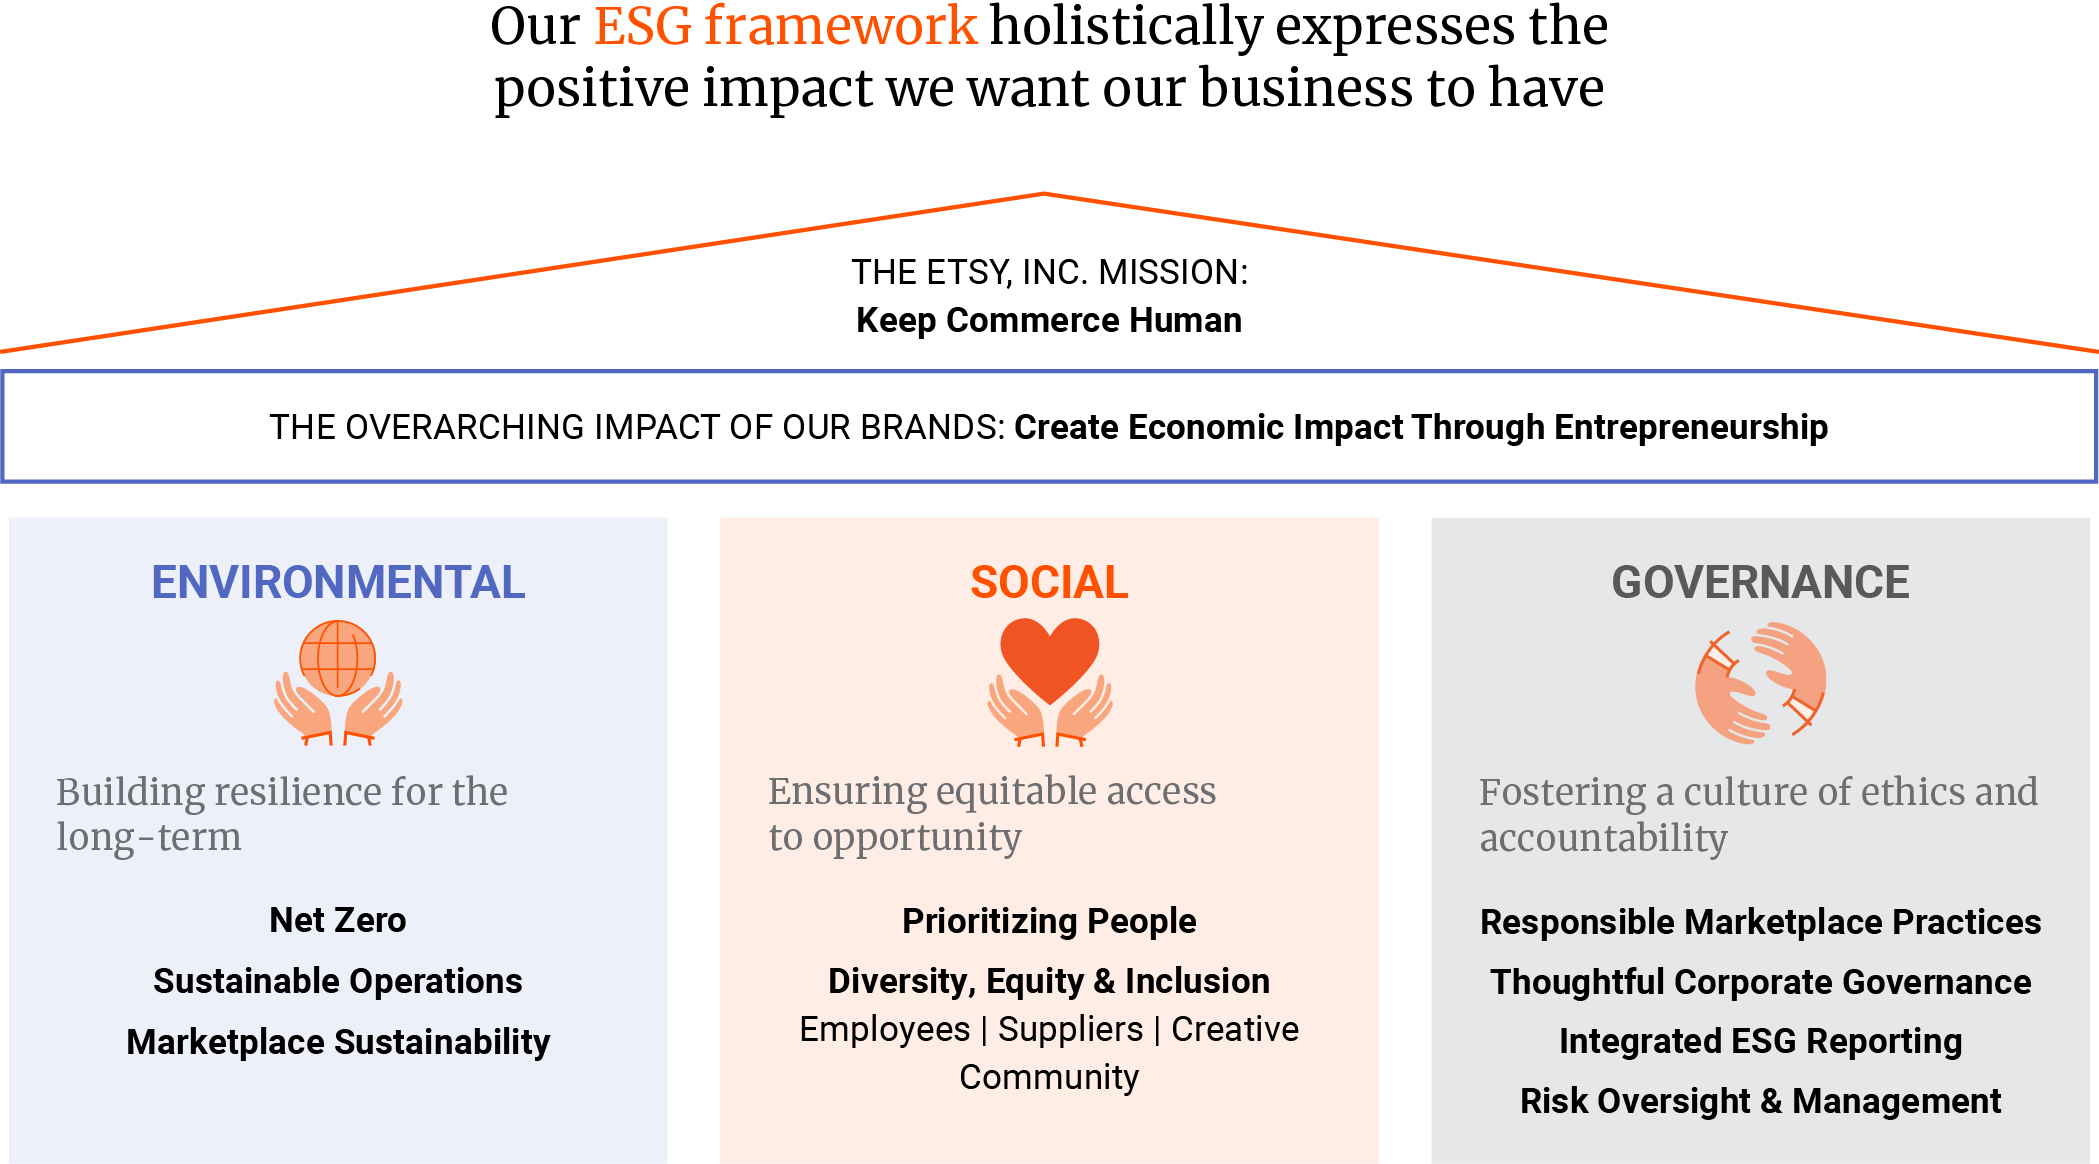 Our ESG framework holistically expresses the
positive impact we want our business to have
THE ETSY, INC. MISSION:
Keep Commerce Human
THE OVERARCHING IMPACT OF OUR BRANDS: Create Economic Impact Through Entrepreneurship
ENVIRONMENTAL
Building resilience for the
long-term
Net Zero
Sustainable Operations
Marketplace Sustainability
SOCIAL
Ensuring equitable access
to opportunity
Prioritizing People
Diversity, Equity & Inclusion
Employees | Suppliers | Creative
Community
GOVERNANCE
Fostering a culture of ethics and
accountability
Responsible Marketplace Practices
Thoughtful Corporate Governance
Integrated ESG Reporting
Risk Oversight & Management